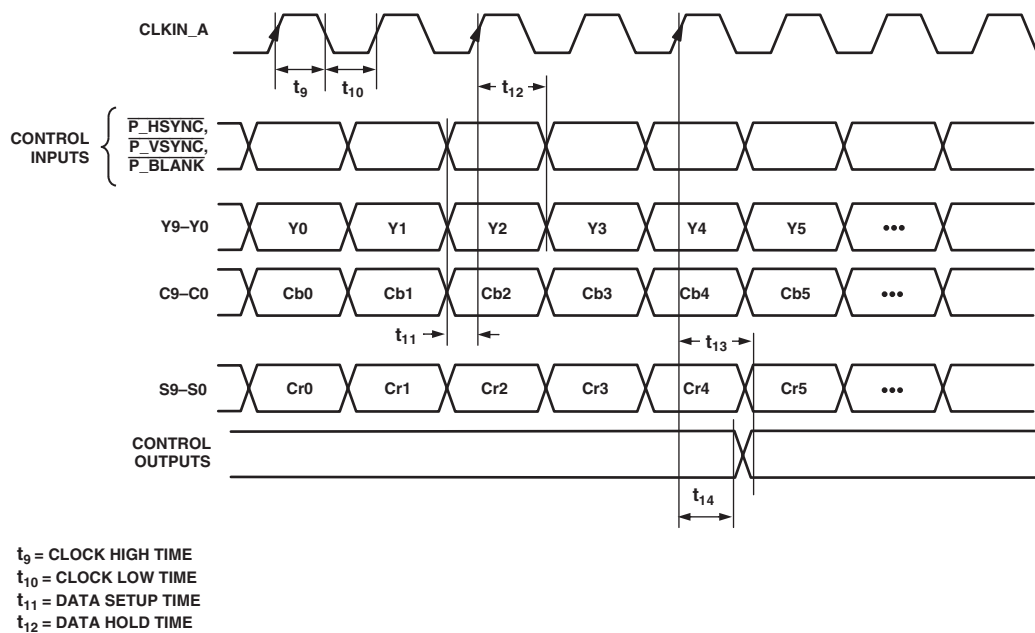 CLKIN_A
t9
t10
t12
CONTROL
INPUTS
P_HSYNC,
P_VSYNC,
P_BLANK
Y9–Y0
Y0
Y1
Y2
Y3
Y4
Y5
•••
C9–C0
Cb0
Cb1
Cb2
Cb3
Cb4
Cb5
•••
t11
t13
S9–S0
Cr0
Cr1
Cr2
Cr3
Cr4
Cr5
•••
CONTROL
OUTPUTS
t14
t9 = CLOCK HIGH TIME
t10 = CLOCK LOW TIME
t11 = DATA SETUP TIME
t12 = DATA HOLD TIME